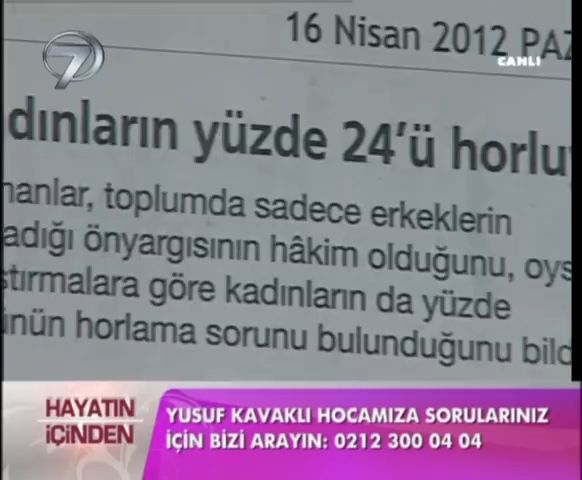 16 Nisan 2012 PAZ
7
CANLI
dınların yüzde 24'ü horlu
manlar, toplumda sadece erkeklerin
adığı önyargısının hâkim olduğunu, oys
ştırmalara göre kadınların da yüzde
ünün horlama sorunu bulunduğunu bild
HAYATIN
İÇİNDEN
YUSUF KAVAKLI HOCAMIZA SORULARINIZ
İÇİN BİZİ ARAYIN: 0212 300 04 04